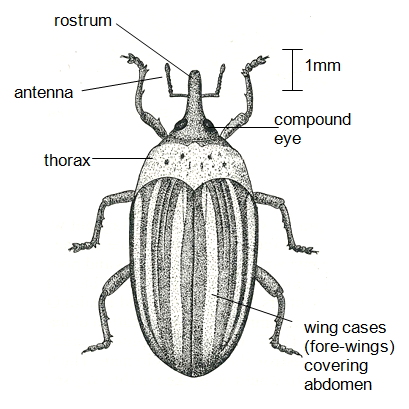 rostrum
1mm
antenna
compound
eye
thorax
wing cases
(fore-wings)
covering
abdomen